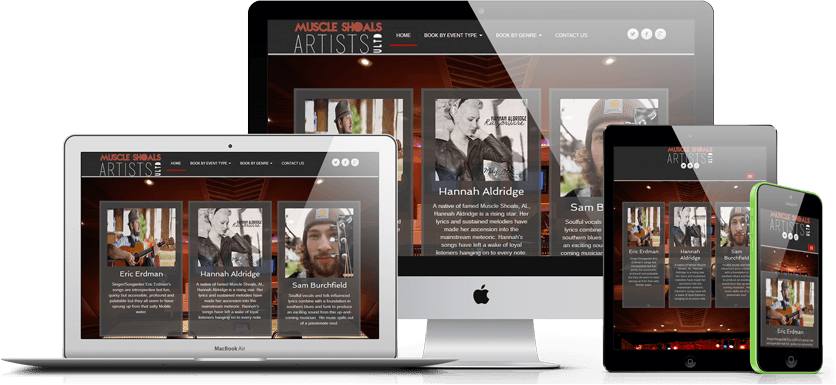 MUSCLE SHOALS
ARTISTS
ULTD
HOME
BOOK BY EVENT TYPE
BOOK BY GENRE
CONTACT US
HANNAH ALDRIDGE
Razorwire
Hannah Aldridge
A native of famed Muscle Shoals, AL,
Hannah Aldridge is a rising star. Her
lyrics and sustained melodies have
made her ascension into the
mainstream meteoric. Hannah's
songs have left a wake of loyal
listeners hanging on to every note.
Sam Bur
Soulful vocals
lyrics combine
southern blues
an exciting sound
coming musician
MUSCLE SHOALS
ARTISTS
ULTD
HOME
BOOK BY EVENT TYPE
BOOK BY GENRE
CONTACT US
Eric Erdman
Singer/Songwriter Eric Erdman's
songs are introspective but fun,
quirky but accessible, profound and
palatable but they all seem to have
sprung up from that salty Mobile
water.
HANNAH ALDRIDGE
Hannah Aldridge
A native of famed Muscle Shoals, AL,
Hannah Aldridge is a rising star. Her
lyrics and sustained melodies have
made her ascension into the
mainstream meteoric. Hannah's
songs have left a wake of loyal
listeners hanging on to every note.
Sam Burchfield
Soulful vocals and folk-influenced
lyrics combine with a foundation in
southern blues and funk to produce
an exciting sound from this up-and-
coming musician. His music spills out
of a passionate soul.
MacBook Air
MUSCLE SHOALS
ARTISTS
ULTD
Eric Erdman
Hannah Aldridge
Sam Burchfield
MUSCLE SHOALS
ARTISTS
Eric Erdman